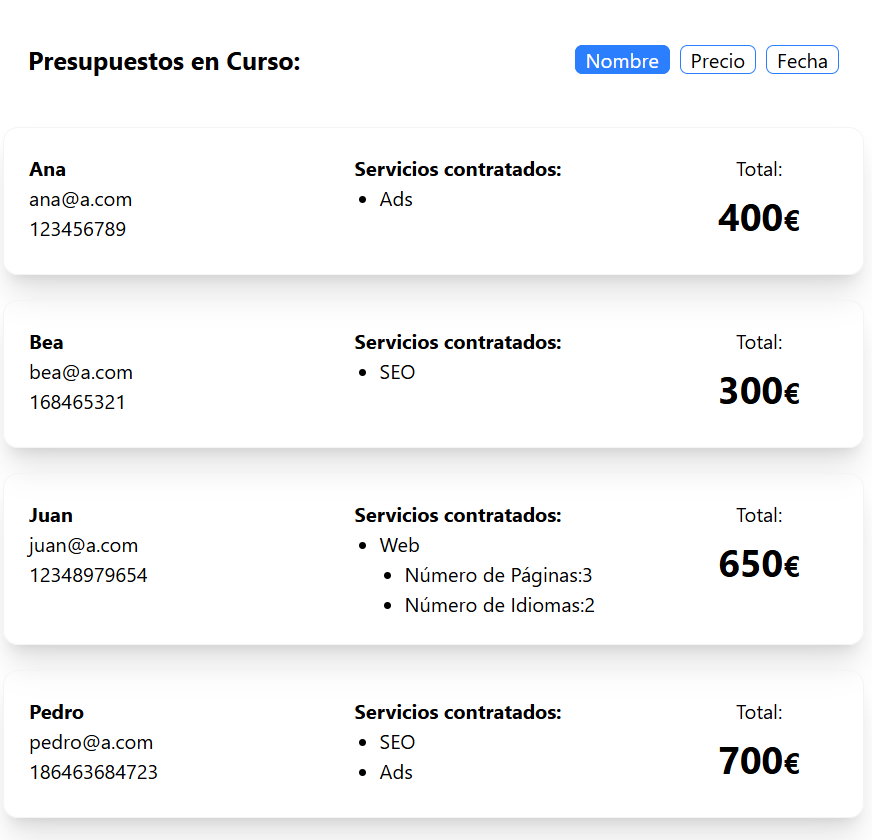 Presupuestos en Curso:
Nombre
Precio
Fecha
Ana
ana@a.com
123456789
Servicios contratados:
Ads
Total:
400€
Bea
bea@a.com
168465321
Servicios contratados:
SEO
Total:
300€
Juan
juan@a.com
12348979654
Servicios contratados:
Web
Número de Páginas:3
Número de Idiomas:2
Total:
650€
Pedro
pedro@a.com
186463684723
Servicios contratados:
SEO
Ads
Total:
700€